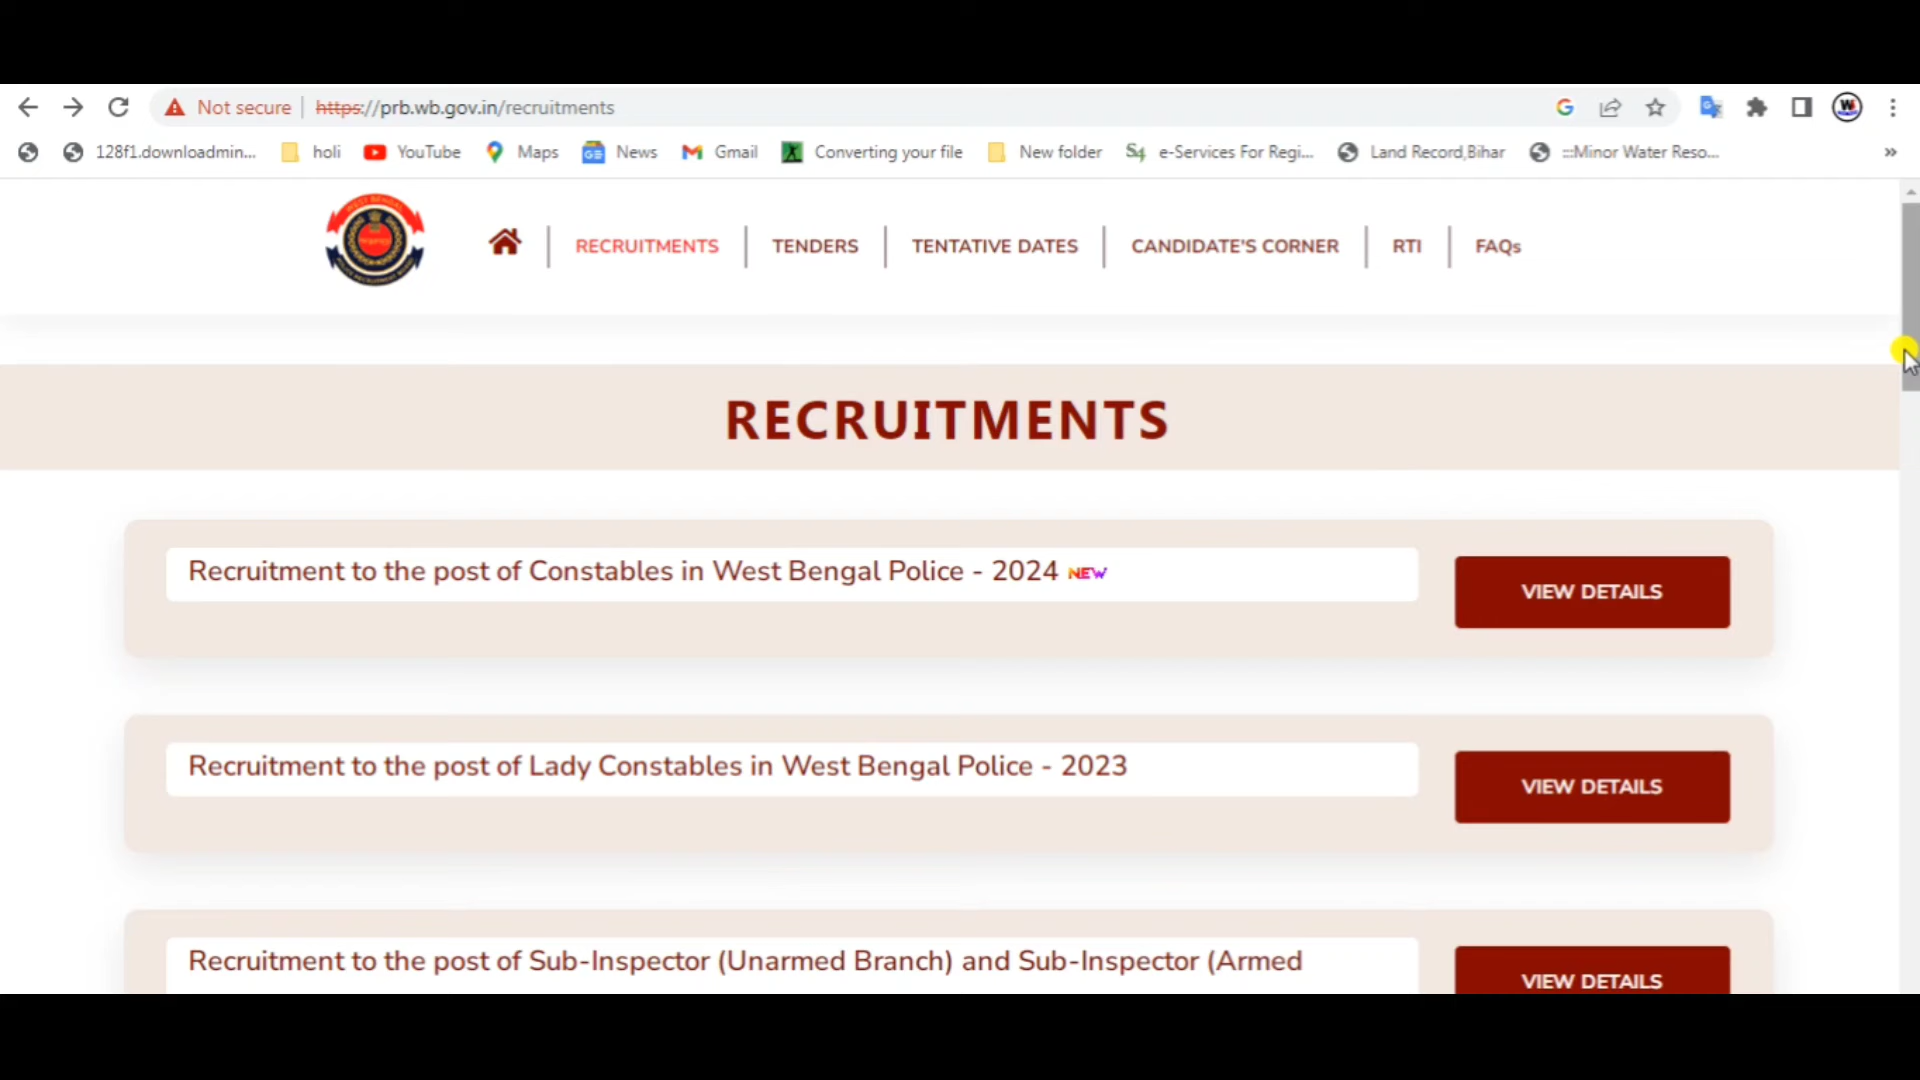 Not secure | https://prb.wb.gov.in/recruitments
128f1.downloadmin... holi YouTube Maps News Gmail Converting your file New folder e-Services For Regi... Land Record,Bihar :::Minor Water Reso... »
WEST BENGAL
RECRUITMENTS TENDERS TENTATIVE DATES CANDIDATE'S CORNER RTI FAQs
RECRUITMENTS
Recruitment to the post of Constables in West Bengal Police - 2024 NEW
VIEW DETAILS
Recruitment to the post of Lady Constables in West Bengal Police - 2023
VIEW DETAILS
Recruitment to the post of Sub-Inspector (Unarmed Branch) and Sub-Inspector (Armed
VIEW DETAILS